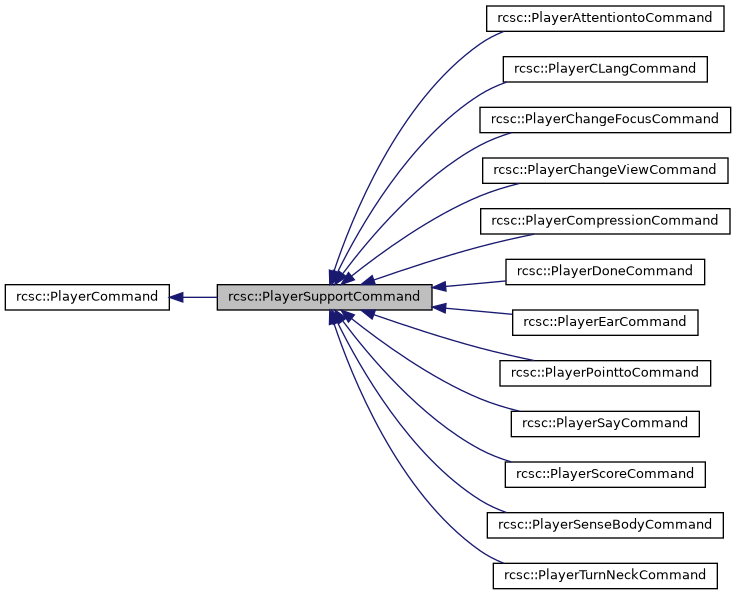 rcsc::PlayerAttentiontoCommand
rcsc::PlayerCLangCommand
rcsc::PlayerChangeFocusCommand
rcsc::PlayerChangeViewCommand
rcsc::PlayerCompressionCommand
rcsc::PlayerDoneCommand
rcsc::PlayerCommand
rcsc::PlayerSupportCommand
rcsc::PlayerEarCommand
rcsc::PlayerPointtoCommand
rcsc::PlayerSayCommand
rcsc::PlayerScoreCommand
rcsc::PlayerSenseBodyCommand
rcsc::PlayerTurnNeckCommand